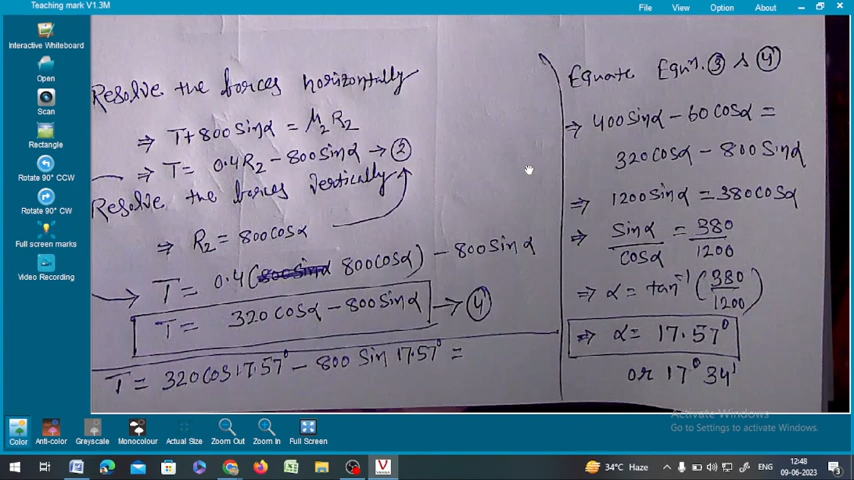 Teaching mark V1.3M
File View Option About
Interactive Whiteboard
Open
Scan
Rectangle
Rotate 90° CCW
Rotate 90° CW
Full screen marks
Video Recording
Resolve the forces horizontally
⇒ T+800 Sinα = μ₂R₂
⇒ T = 0.4R₂ - 800 Sinα → ②
Resolve the forces vertically
⇒ R₂ = 800 cosα
T = 0.4( 800 cosα) - 800 Sinα
T = 320 cosα - 800 Sinα → ④
T = 320 cos 17.57° - 800 Sin 17.57° =
Equate Equⁿ. ③ & ④
⇒ 400 Sinα - 60 cosα =
320 cosα - 800 Sinα
⇒ 1200 Sinα = 380 cosα
⇒ Sinα/cosα = 380/1200
⇒ α = tan⁻¹ (380/1200)
⇒ α = 17.57°
or 17° 34'
Activate Windows
Go to Settings to activate Windows.
Color Anti-color Greyscale Monocolour Actual Size Zoom Out Zoom In Full Screen
34°C Haze ENG 12:48
09-06-2023 3